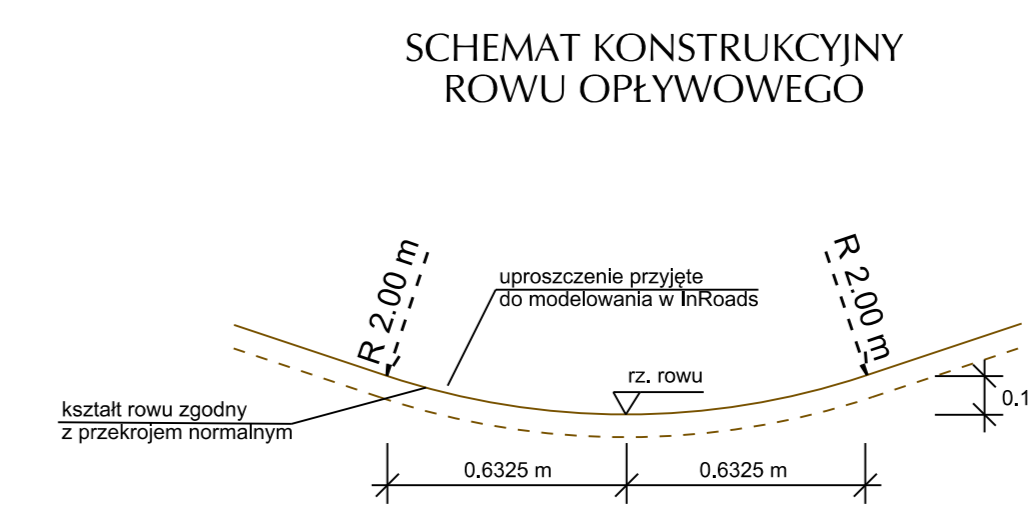 SCHEMAT KONSTRUKCYJNY
ROWU OPŁYWOWEGO
R 2.00 m
R 2.00 m
uproszczenie przyjęte
do modelowania w InRoads
rz. rowu
kształt rowu zgodny
z przekrojem normalnym
0.1
0.6325 m
0.6325 m